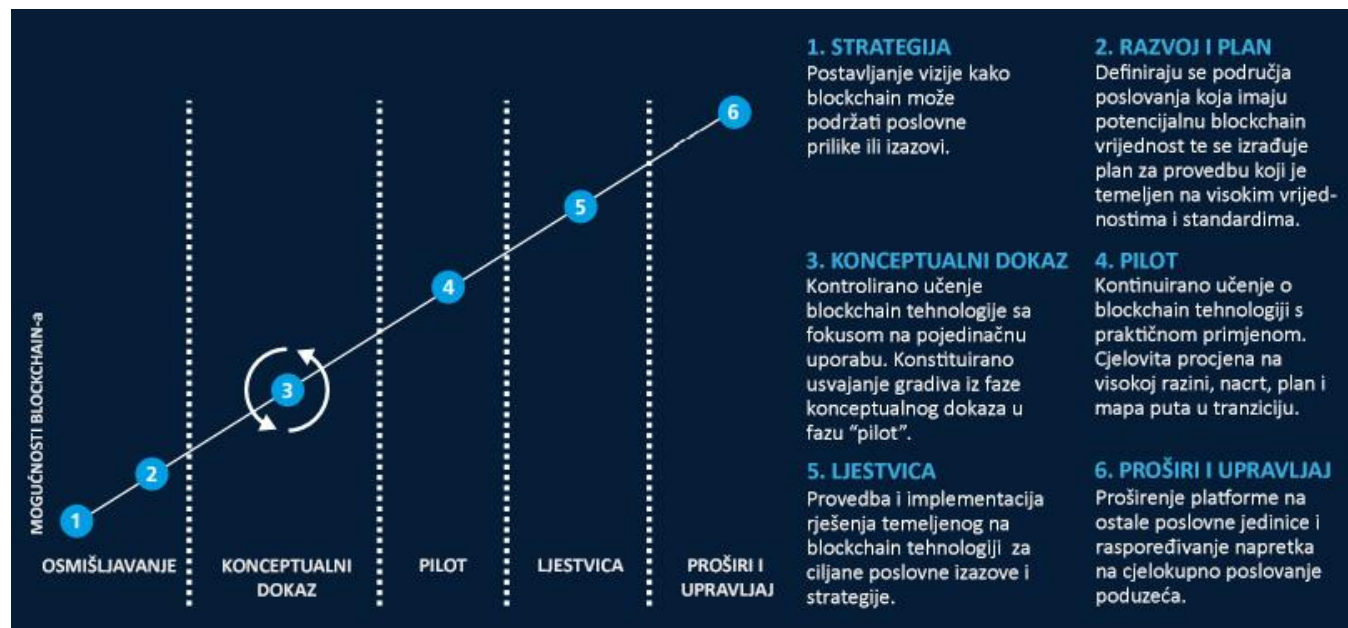 MOGUĆNOSTI BLOCKCHAIN-a
1
2
3
4
5
6
OSMIŠLJAVANJE
KONCEPTUALNI
DOKAZ
PILOT
LJESTVICA
PROŠIRI I
UPRAVLJAJ
1. STRATEGIJA
Postavljanje vizije kako
blockchain može
podržati poslovne
prilike ili izazovi.
2. RAZVOJ I PLAN
Definiraju se područja
poslovanja koja imaju
potencijalnu blockchain
vrijednost te se izrađuje
plan za provedbu koji je
temeljen na visokim vrijed-
nostima i standardima.
3. KONCEPTUALNI DOKAZ
Kontrolirano učenje
blockchain tehnologije sa
fokusom na pojedinačnu
uporabu. Konstituirano
usvajanje gradiva iz faze
konceptualnog dokaza u
fazu “pilot”.
4. PILOT
Kontinuirano učenje o
blockchain tehnologiji s
praktičnom primjenom.
Cjelovita procjena na
visokoj razini, nacrt, plan i
mapa puta u tranziciju.
5. LJESTVICA
Provedba i implementacija
rješenja temeljenog na
blockchain tehnologiji za
ciljane poslovne izazove i
strategije.
6. PROŠIRI I UPRAVLJAJ
Proširenje platforme na
ostale poslovne jedinice i
raspoređivanje napretka
na cjelokupno poslovanje
poduzeća.